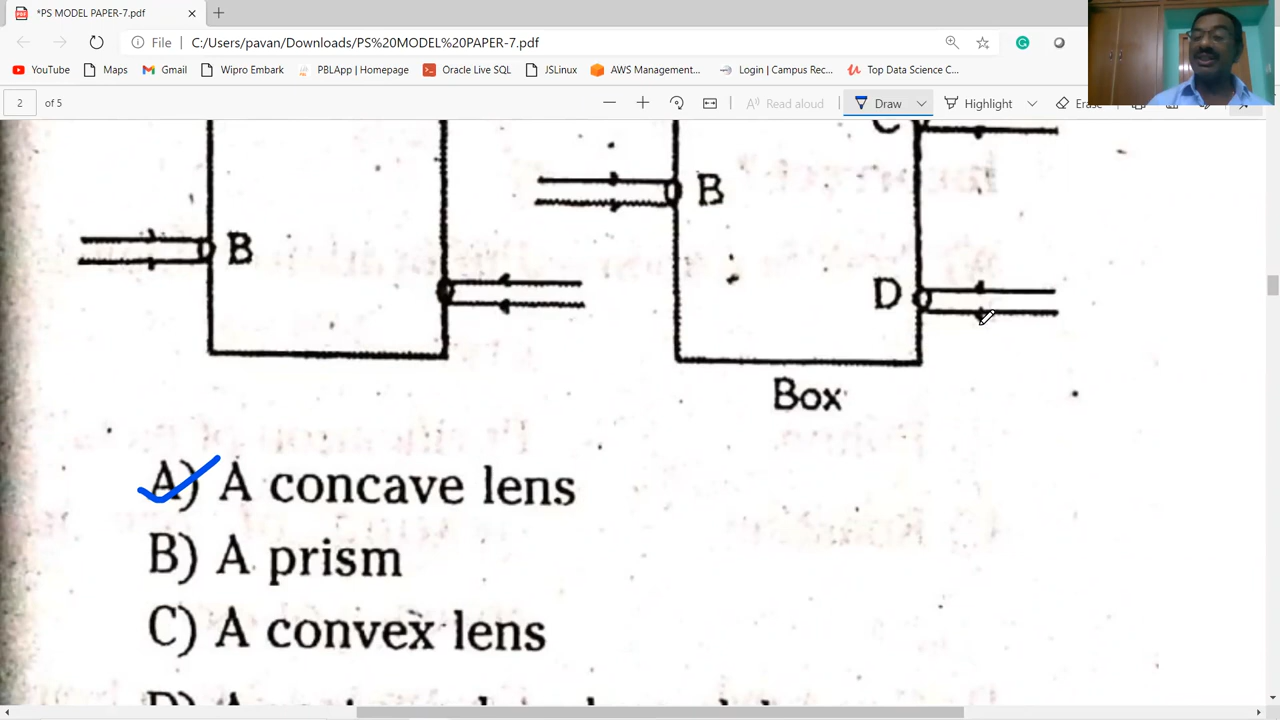 *PS MODEL PAPER-7.pdf
File C:/Users/pavan/Downloads/PS%20MODEL%20PAPER-7.pdf
YouTube Maps Gmail Wipro Embark PBLApp | Homepage Oracle Live SQL JSLinux AWS Management... Login | Campus Rec... Top Data Science C...
2 of 5 Read aloud Draw Highlight Erase
C
B
B
D
Box
A) A concave lens
B) A prism
C) A convex lens